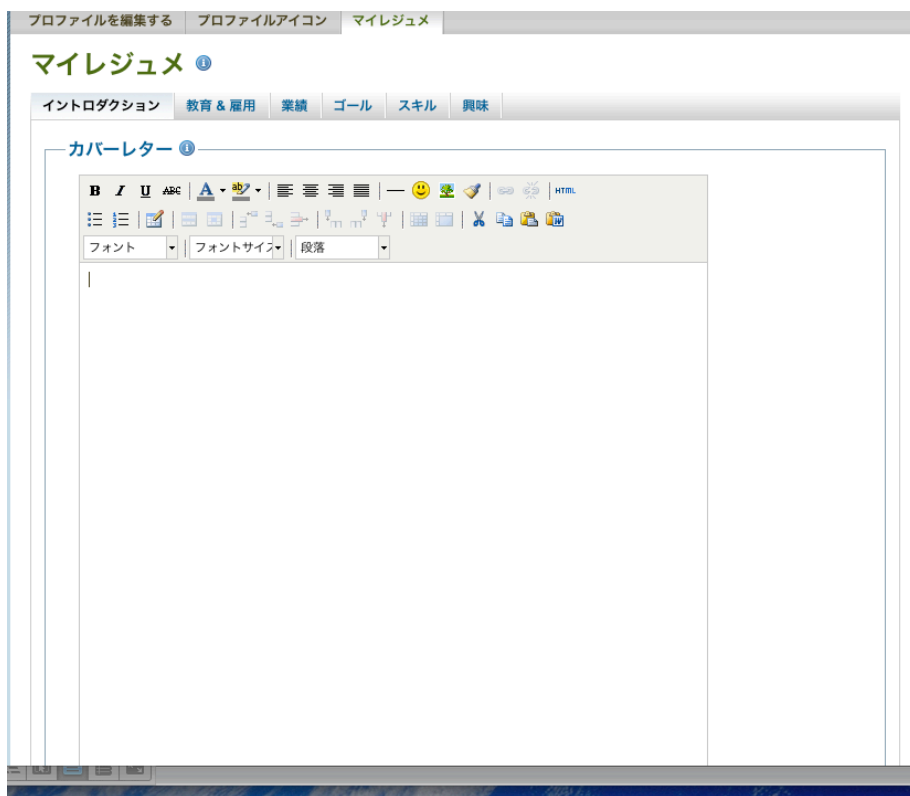 プロファイルを編集する プロファイルアイコン マイレジュメ
マイレジュメ
イントロダクション 教育 & 雇用 業績 ゴール スキル 興味
カバーレター
B I U ABC A ab HTML
フォント フォントサイズ 段落